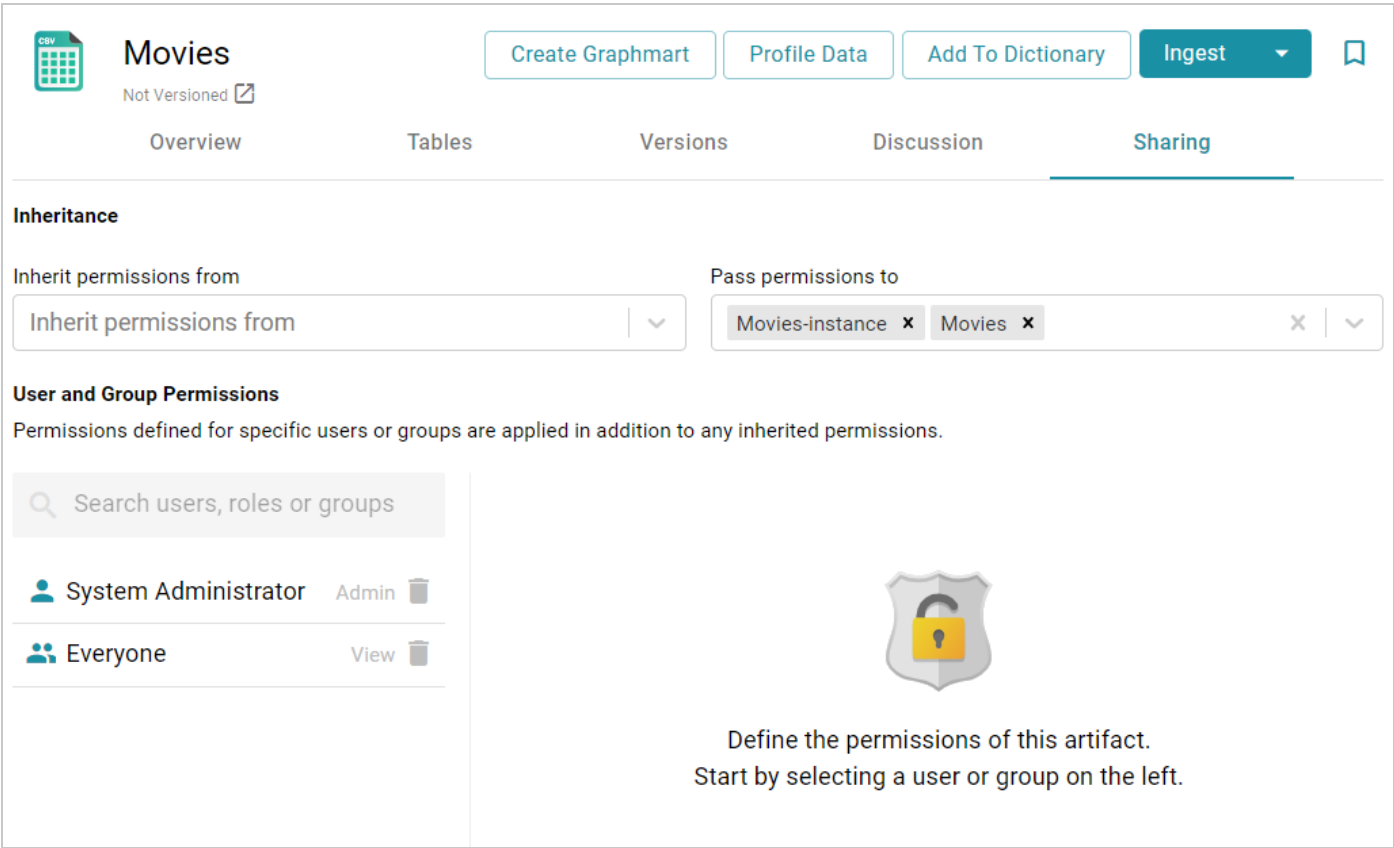 CSV
Movies
Create Graphmart Profile Data Add To Dictionary Ingest
Not Versioned
Overview Tables Versions Discussion Sharing
Inheritance
Inherit permissions from Pass permissions to
Inherit permissions from Movies-instance × Movies ×
User and Group Permissions
Permissions defined for specific users or groups are applied in addition to any inherited permissions.
Search users, roles or groups
System Administrator Admin
Everyone View
Define the permissions of this artifact.
Start by selecting a user or group on the left.